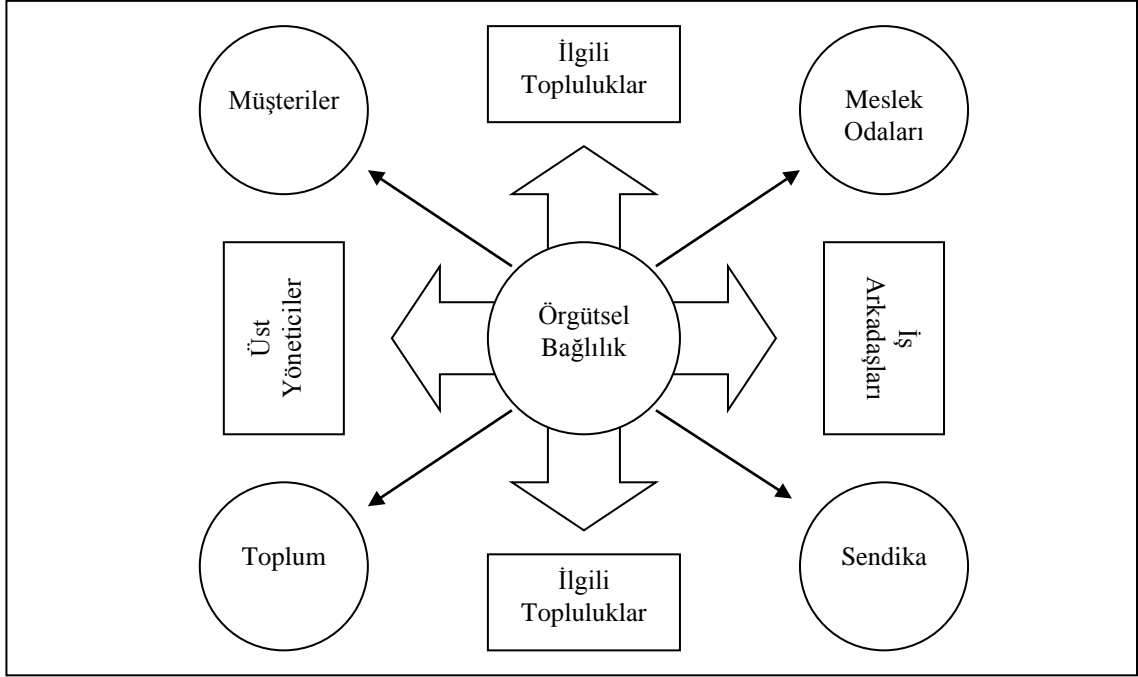 Müşteriler
İlgili
Topluluklar
Meslek
Odaları
Üst
Yöneticiler
Örgütsel
Bağlılık
İş
Arkadaşları
Toplum
İlgili
Topluluklar
Sendika